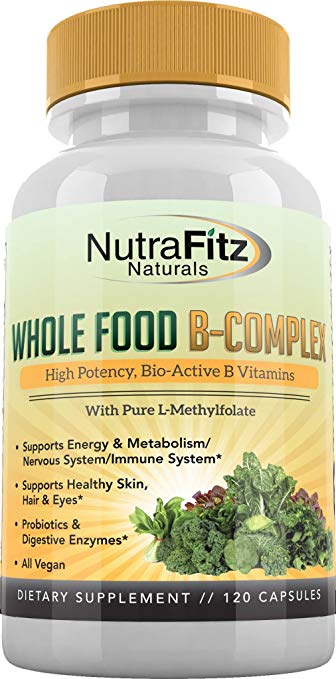 NutraFitz
Naturals
WHOLE FOOD B-COMPLEX
High Potency, Bio-Active B Vitamins
With Pure L-Methylfolate
• Supports Energy & Metabolism/
Nervous System/Immune System*
• Supports Healthy Skin,
Hair & Eyes*
• Probiotics &
Digestive Enzymes*
• All Vegan
DIETARY SUPPLEMENT // 120 CAPSULES